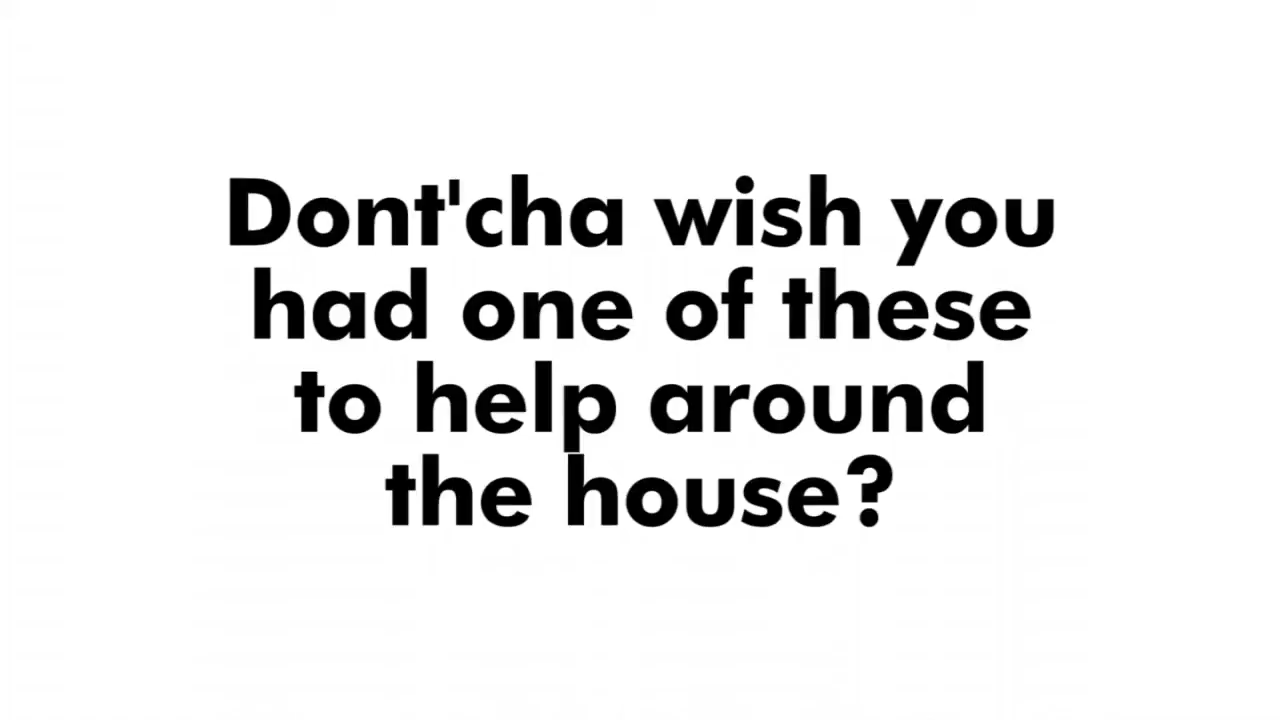 Dont'cha wish you
had one of these
to help around
the house?